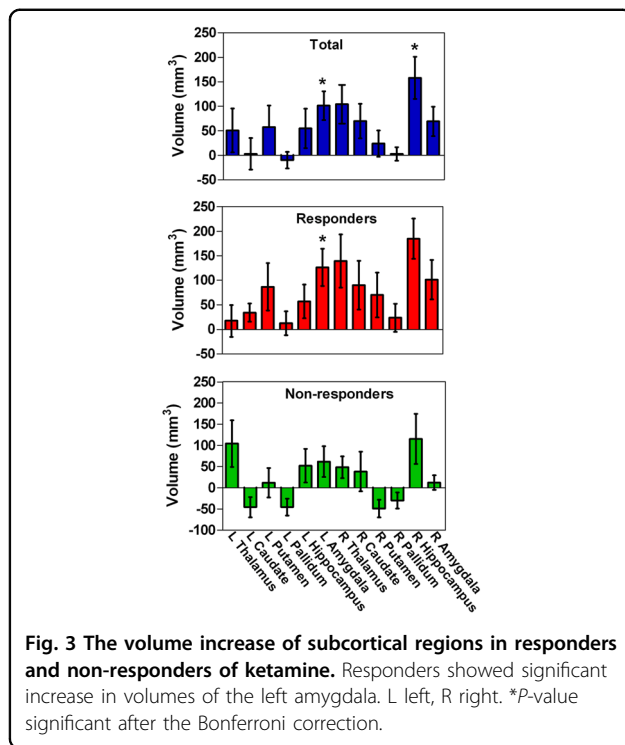 Total
*
*
Volume (mm³)
250
200
150
100
50
0
-50
Responders
*
Volume (mm³)
250
200
150
100
50
0
-50
Non-responders
Volume (mm³)
250
200
150
100
50
0
-50
-100
L Thalamus
L Caudate
L Putamen
L Pallidum
L Hippocampus
L Amygdala
R Thalamus
R Caudate
R Putamen
R Pallidum
R Hippocampus
R Amygdala
Fig. 3 The volume increase of subcortical regions in responders
and non-responders of ketamine. Responders showed significant
increase in volumes of the left amygdala. L left, R right. *P-value
significant after the Bonferroni correction.